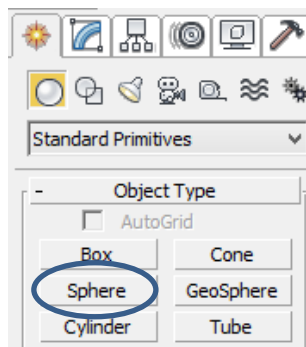 Standard Primitives
- Object Type
AutoGrid
Box Cone
Sphere GeoSphere
Cylinder Tube